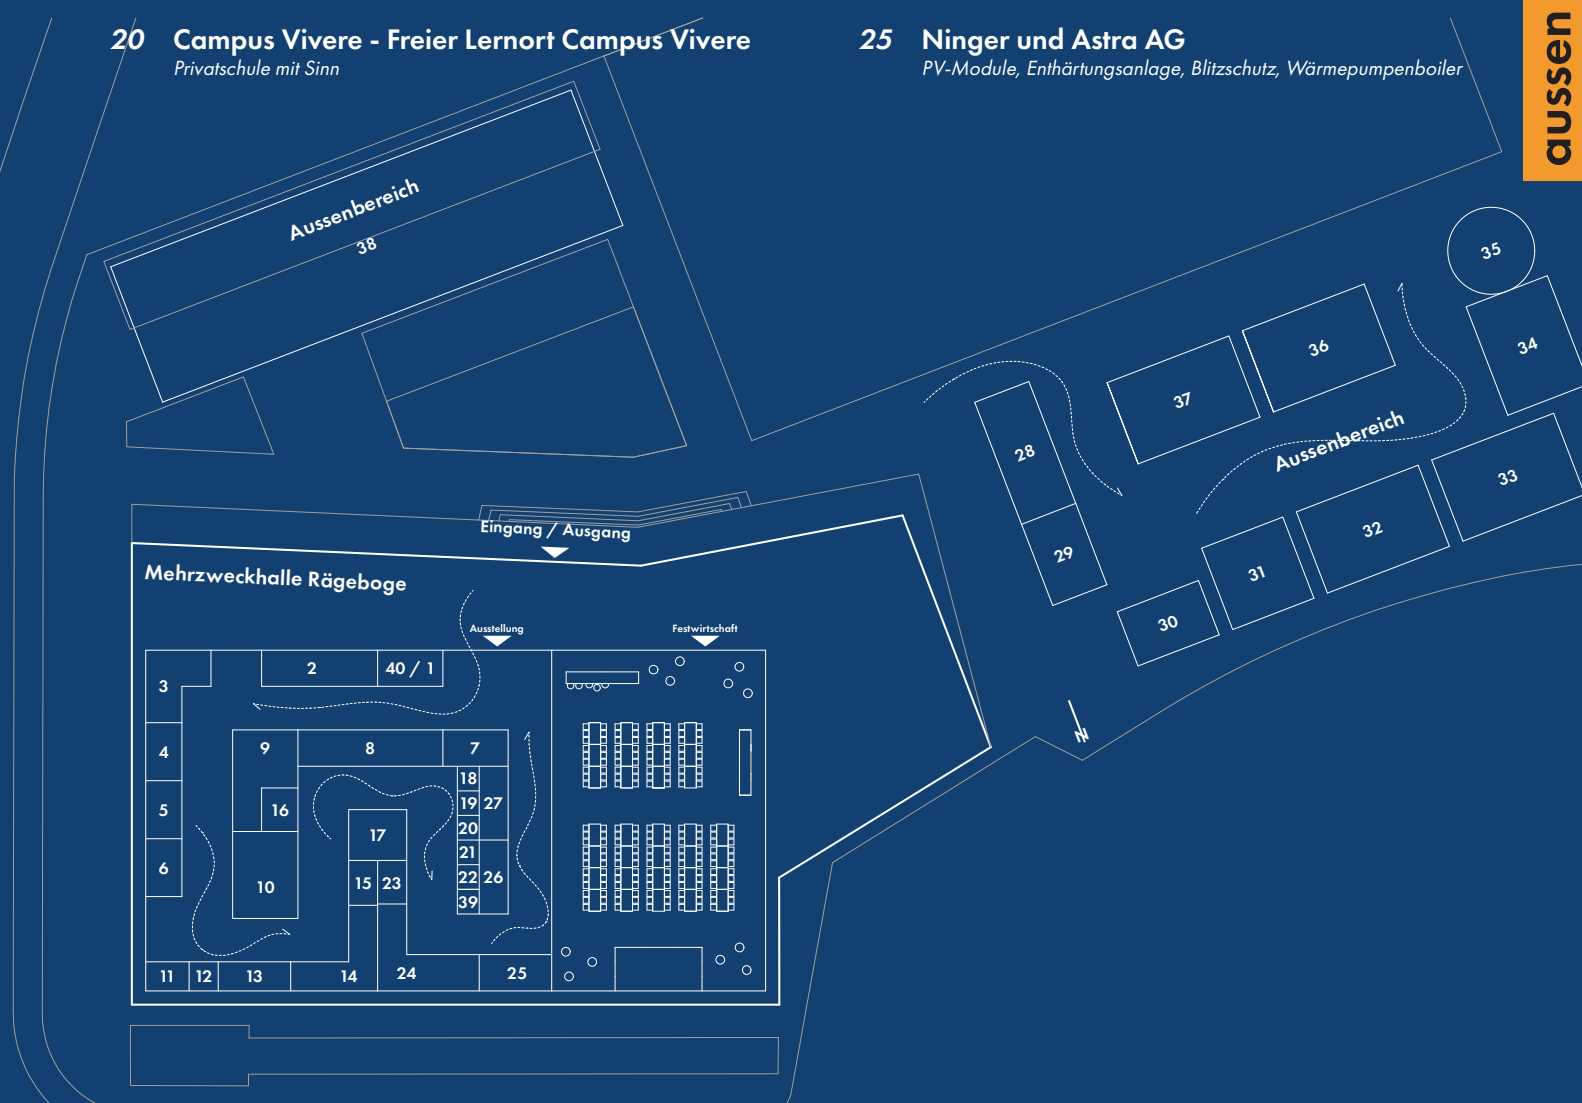 20 Campus Vivere - Freier Lernort Campus Vivere
Privatschule mit Sinn
25 Ninger und Astra AG
PV-Module, Enthärtungsanlage, Blitzschutz, Wärmepumpenboiler
aussen
Aussenbereich
38
35
34
36
37
Aussenbereich
33
28
32
29
31
30
N
Eingang / Ausgang
Mehrzweckhalle Rägeboge
Ausstellung
Festwirtschaft
2
40 / 1
3
4
5
6
9
8
7
16
10
17
15
23
18
19
20
21
22
39
27
26
11
12
13
14
24
25